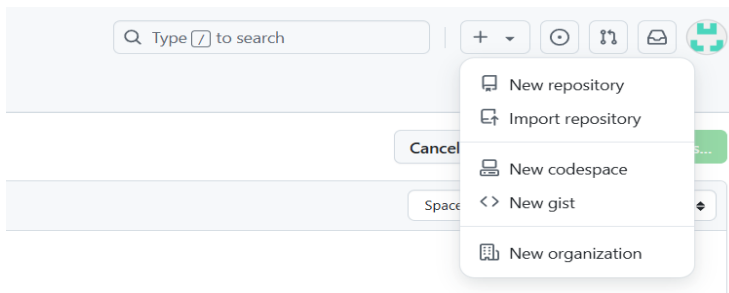 Type / to search
New repository
Import repository
Cancel
New codespace
New gist
Space
New organization